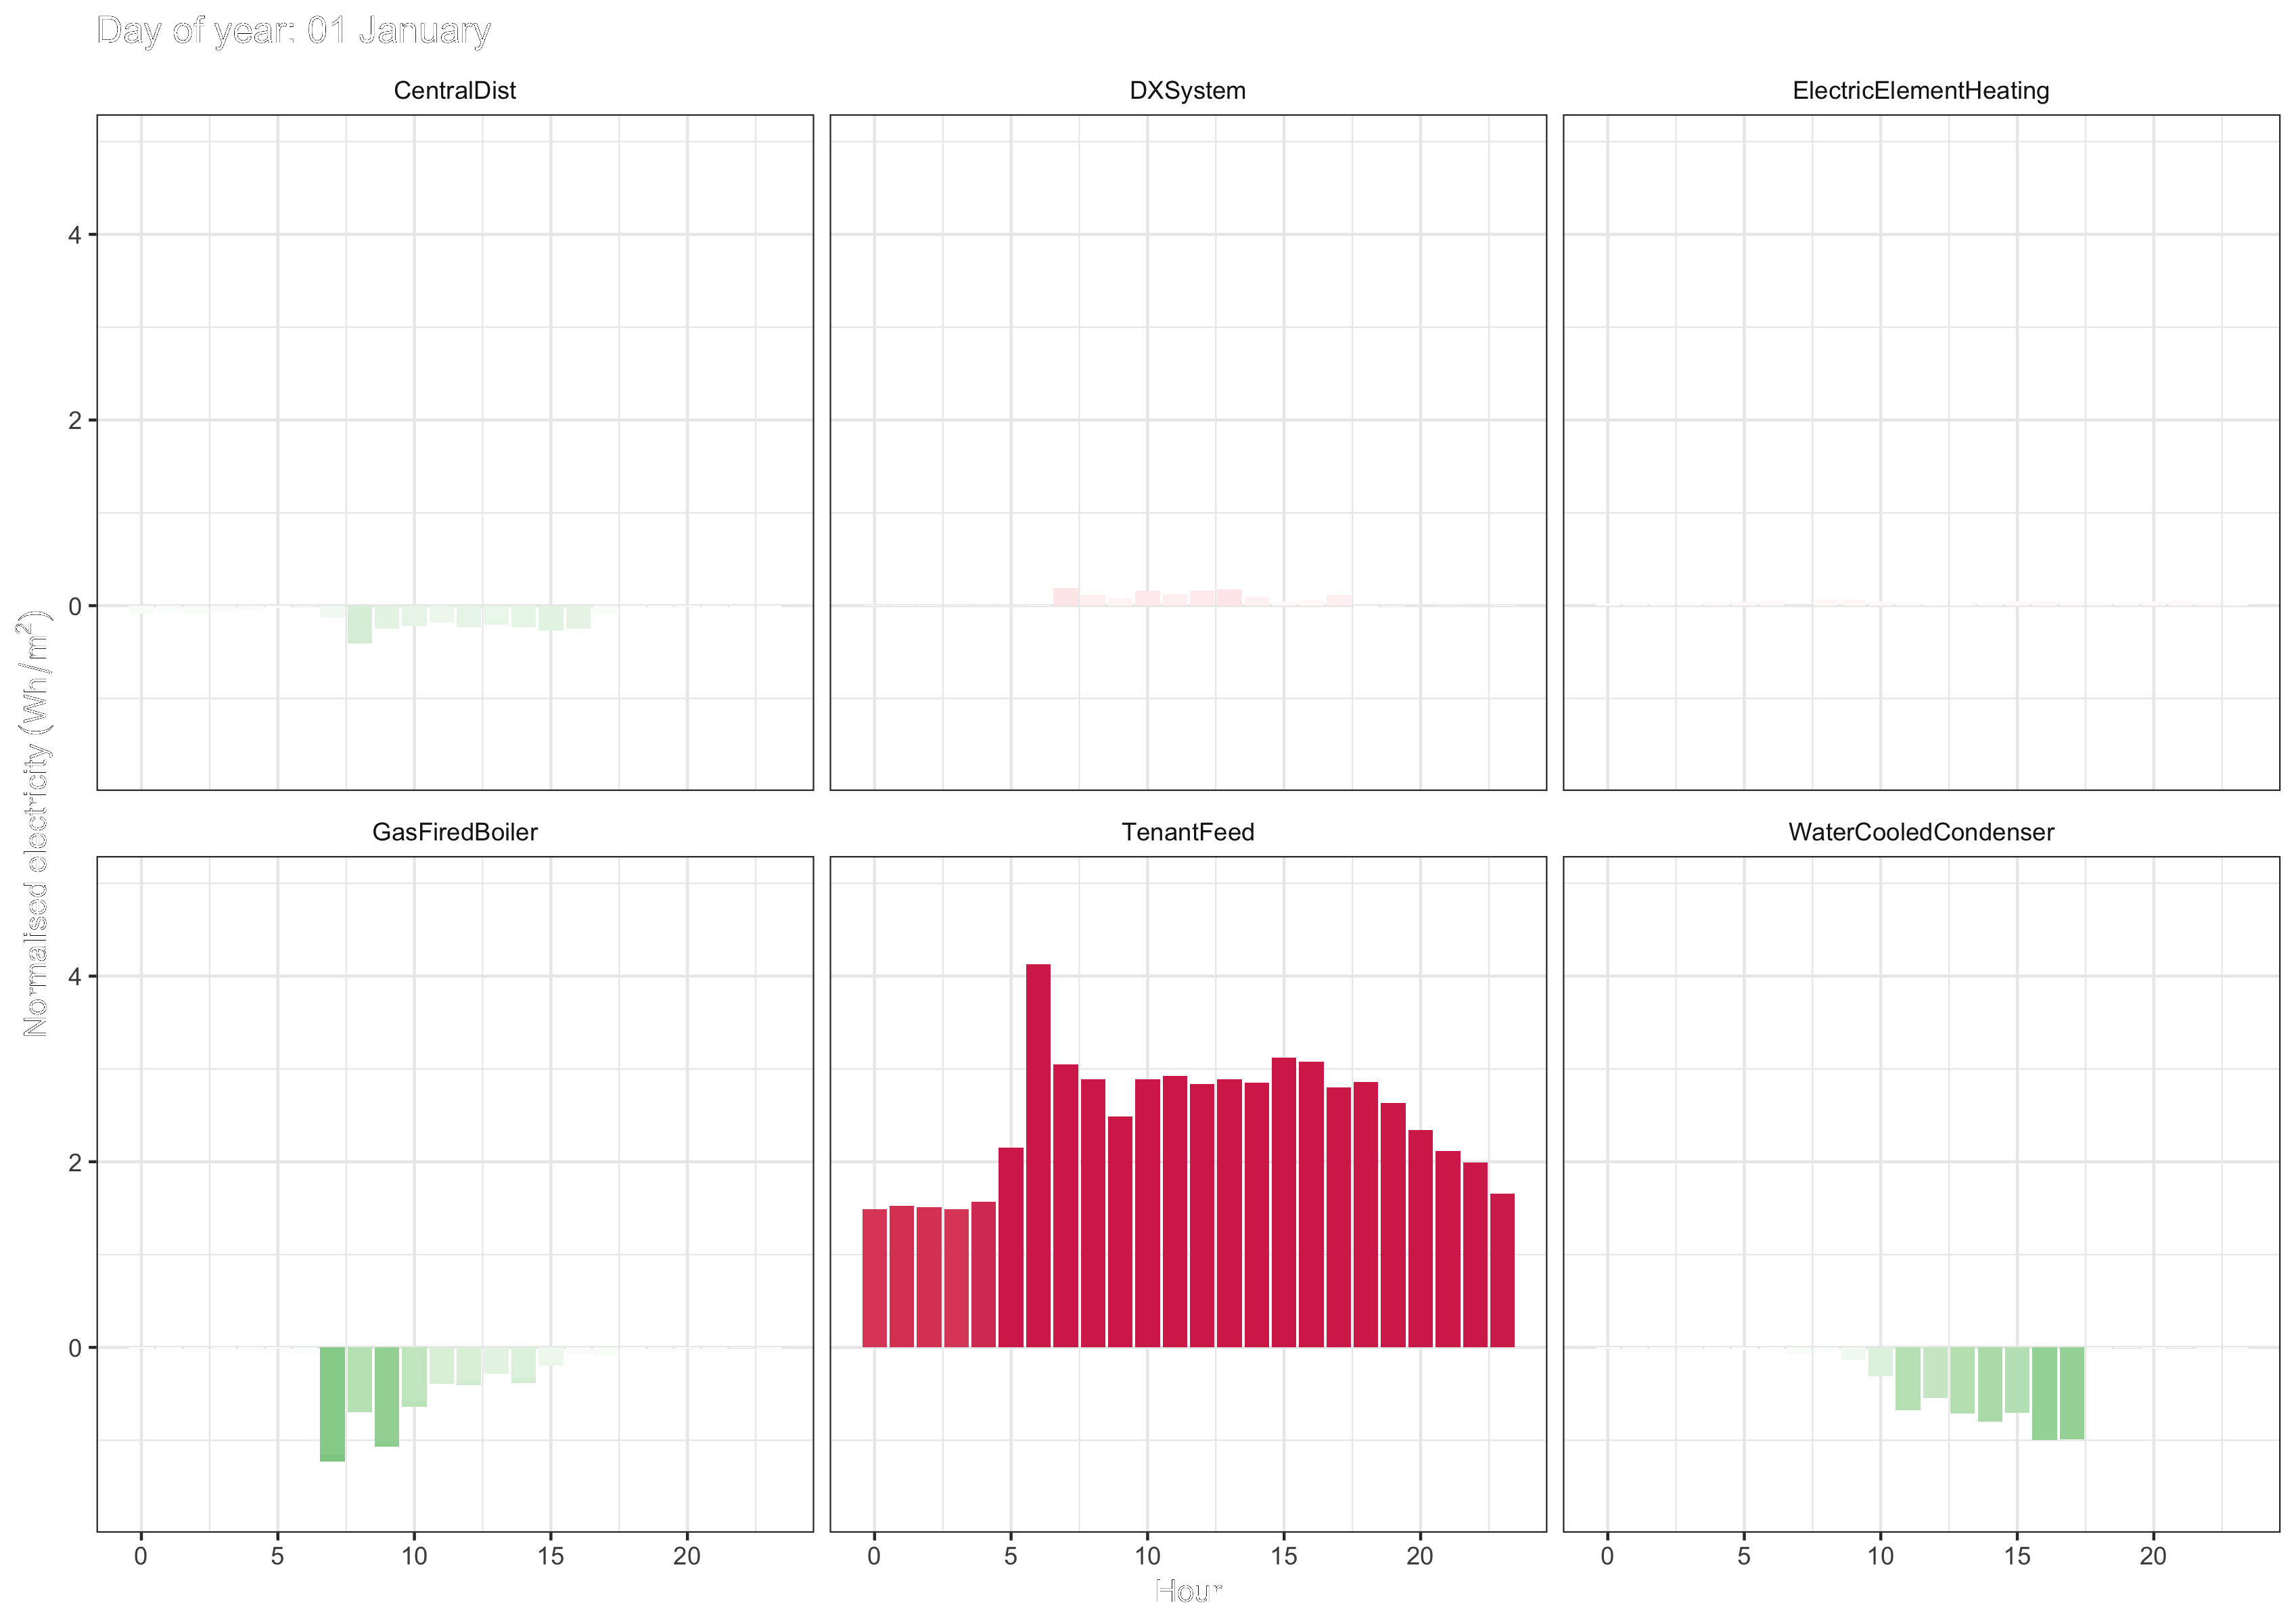 Day of year: 01 January
CentralDist
DXSystem
ElectricElementHeating
4
2
0
Normalised electricity (Wh/m²)
GasFiredBoiler
TenantFeed
WaterCooledCondenser
4
2
0
0 5 10 15 20
0 5 10 15 20
0 5 10 15 20
Hour